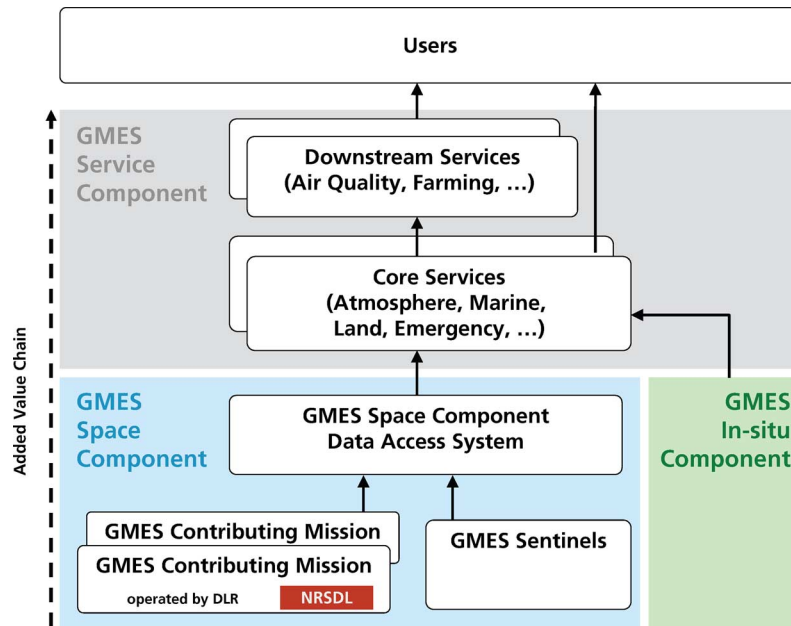 Users
GMES
Service
Component
Downstream Services
(Air Quality, Farming, ...)
Core Services
(Atmosphere, Marine,
Land, Emergency, ...)
Added Value Chain
GMES
Space
Component
GMES Space Component
Data Access System
GMES
In-situ
Component
GMES Contributing Mission
GMES Contributing Mission
operated by DLR
NRSDL
GMES Sentinels